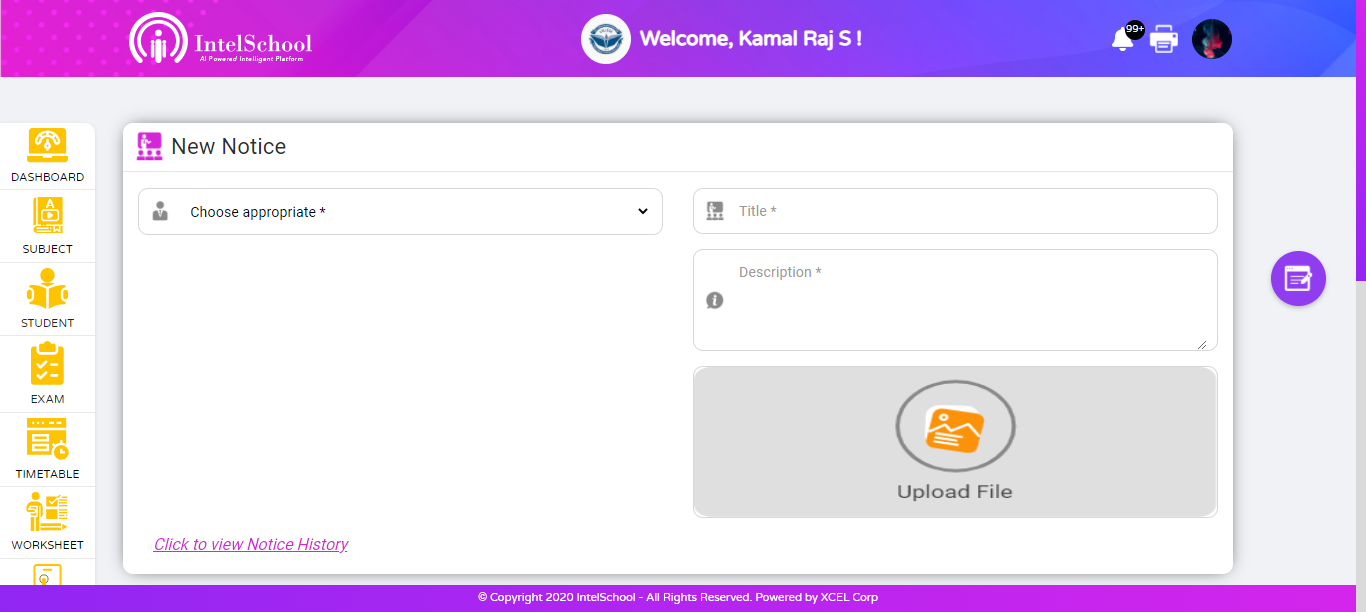 IntelSchool
AI Powered Intelligent Platform
Welcome, Kamal Raj S !
99+
DASHBOARD
SUBJECT
STUDENT
EXAM
TIMETABLE
WORKSHEET
New Notice
Choose appropriate *
Title *
Description *
Upload File
Click to view Notice History
© Copyright 2020 IntelSchool - All Rights Reserved. Powered by XCEL Corp